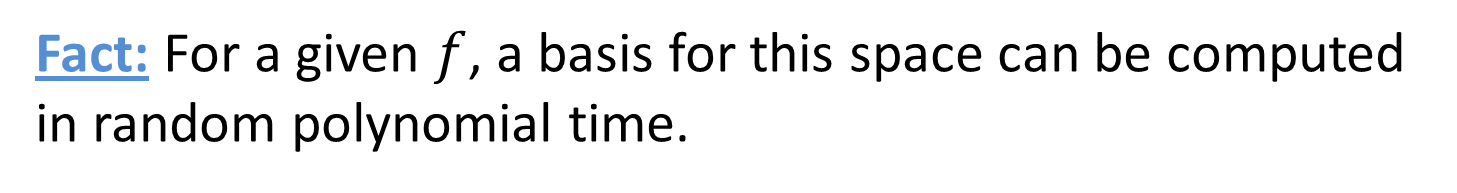 Fact: For a given f, a basis for this space can be computed
in random polynomial time.